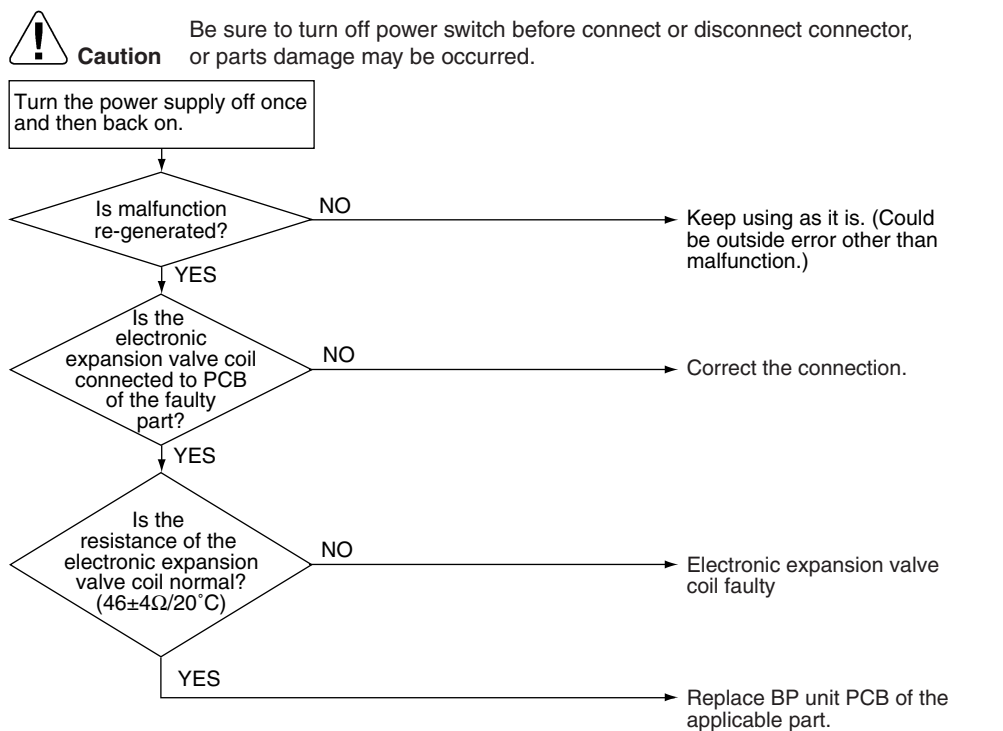 Be sure to turn off power switch before connect or disconnect connector,
Caution or parts damage may be occurred.
Turn the power supply off once
and then back on.
Is malfunction
re-generated?
NO
Keep using as it is. (Could
be outside error other than
malfunction.)
YES
Is the
electronic
expansion valve coil
connected to PCB
of the faulty
part?
NO
Correct the connection.
YES
Is the
resistance of the
electronic expansion
valve coil normal?
(46±4Ω/20˚C)
NO
Electronic expansion valve
coil faulty
YES
Replace BP unit PCB of the
applicable part.